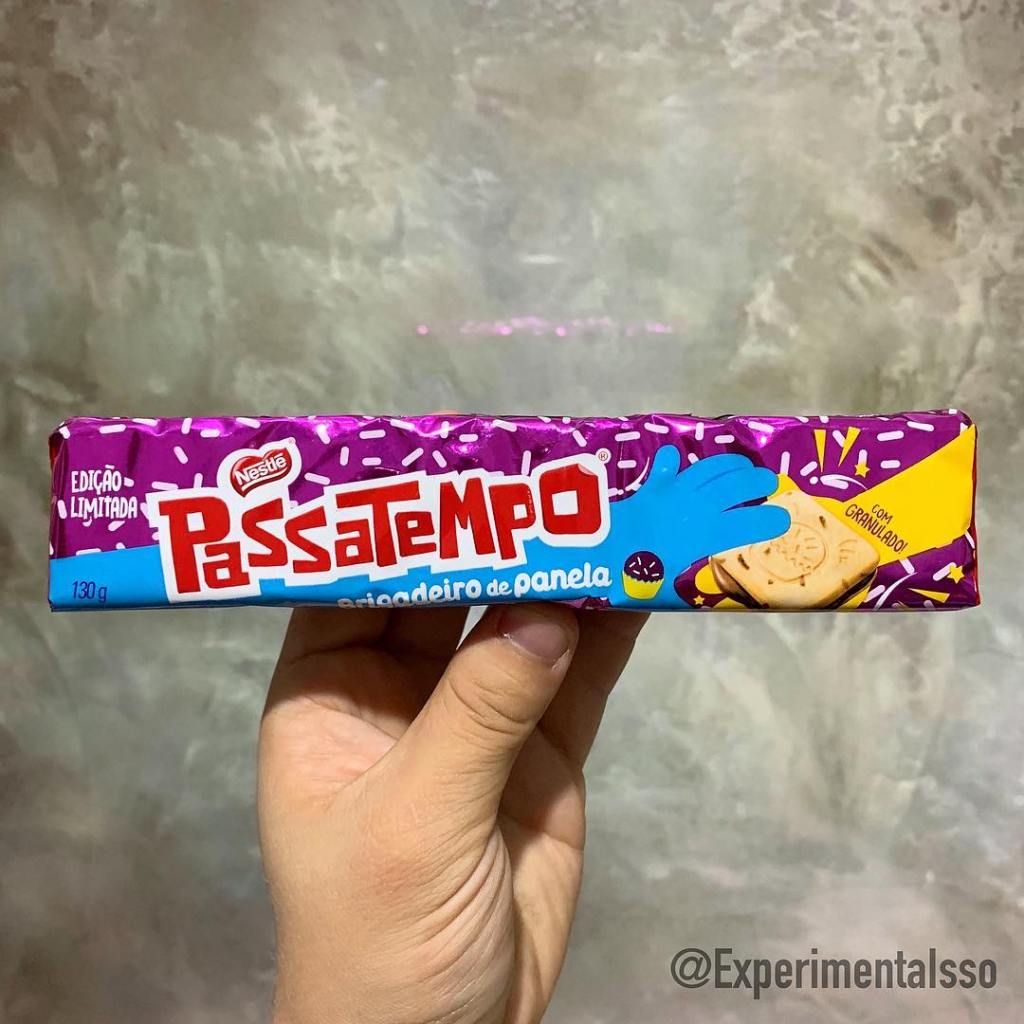 EDIÇÃO
LIMITADA
Nestlé
PASSATEMPO®
Brigadeiro de panela
COM
GRANULADO!
130 g
@ExperimentaIsso